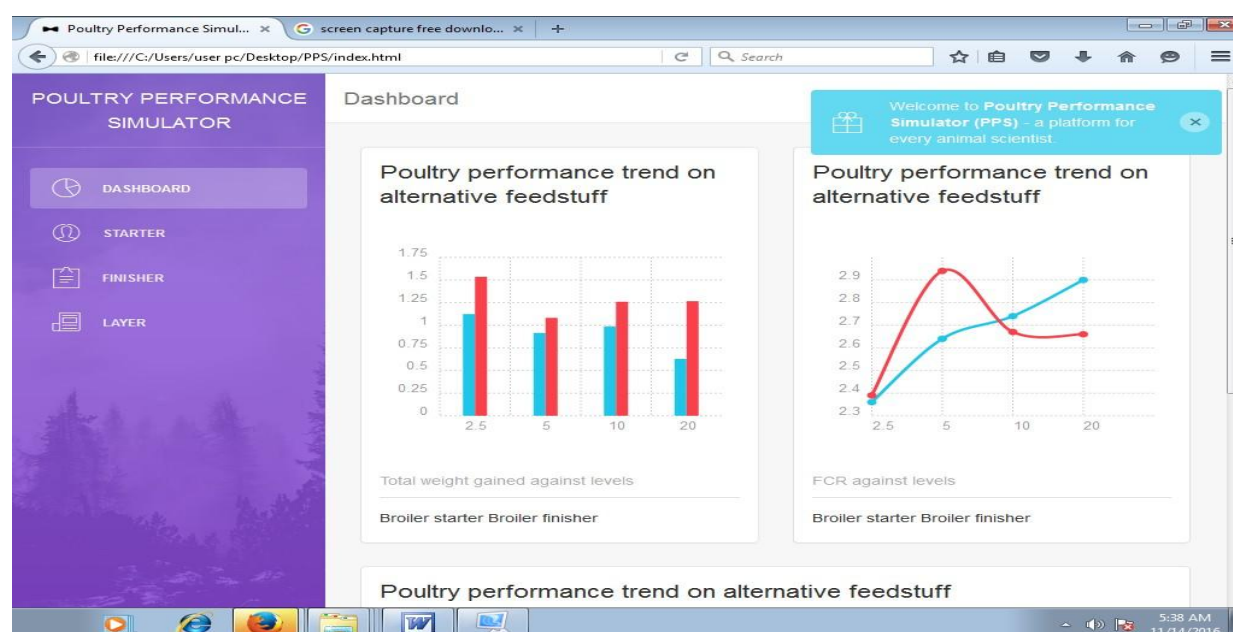 Poultry Performance Simul...
screen capture free downlo...
file:///C:/Users/user pc/Desktop/PPS/index.html
Search
POULTRY PERFORMANCE
SIMULATOR
DASHBOARD
STARTER
FINISHER
LAYER
Dashboard
Welcome to Poultry Performance
Simulator (PPS) - a platform for
every animal scientist.
Poultry performance trend on
alternative feedstuff
1.75
1.5
1.25
1
0.75
0.5
0.25
0
2.5 5 10 20
Total weight gained against levels
Broiler starter Broiler finisher
Poultry performance trend on
alternative feedstuff
2.9
2.8
2.7
2.6
2.5
2.4
2.3
2.5 5 10 20
FCR against levels
Broiler starter Broiler finisher
Poultry performance trend on alternative feedstuff
5:38 AM
11/14/2016